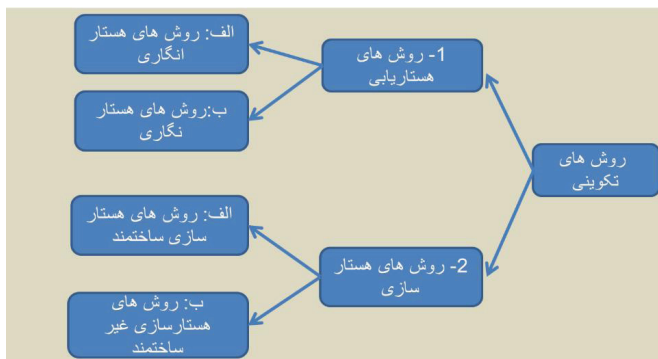 روش های
تکوینی
1- روش های
هستاریابی
الف: روش های هستار
انگاری
ب:روش های هستار
نگاری
2- روش های هستار
سازی
الف: روش های هستار
سازی ساختمند
ب: روش های
هستارسازی غیر
ساختمند